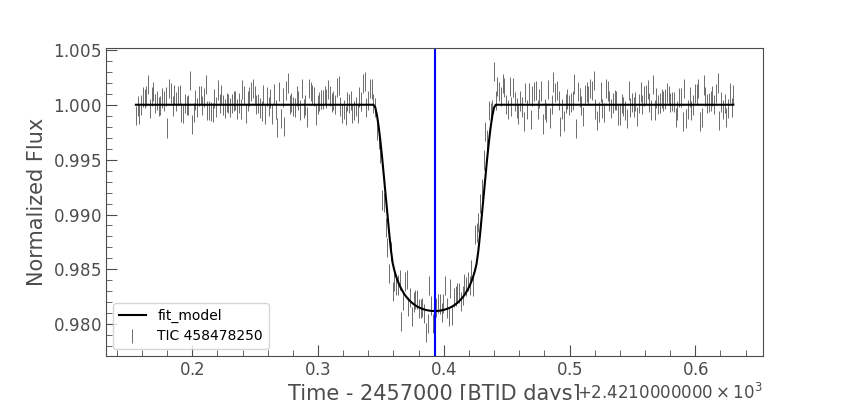 1.005
1.000
0.995
0.990
0.985
0.980
Normalized Flux
fit_model
TIC 458478250
0.2
0.3
0.4
0.5
0.6
Time - 2457000 [BTJD days]
+2.4210000000 × 10³